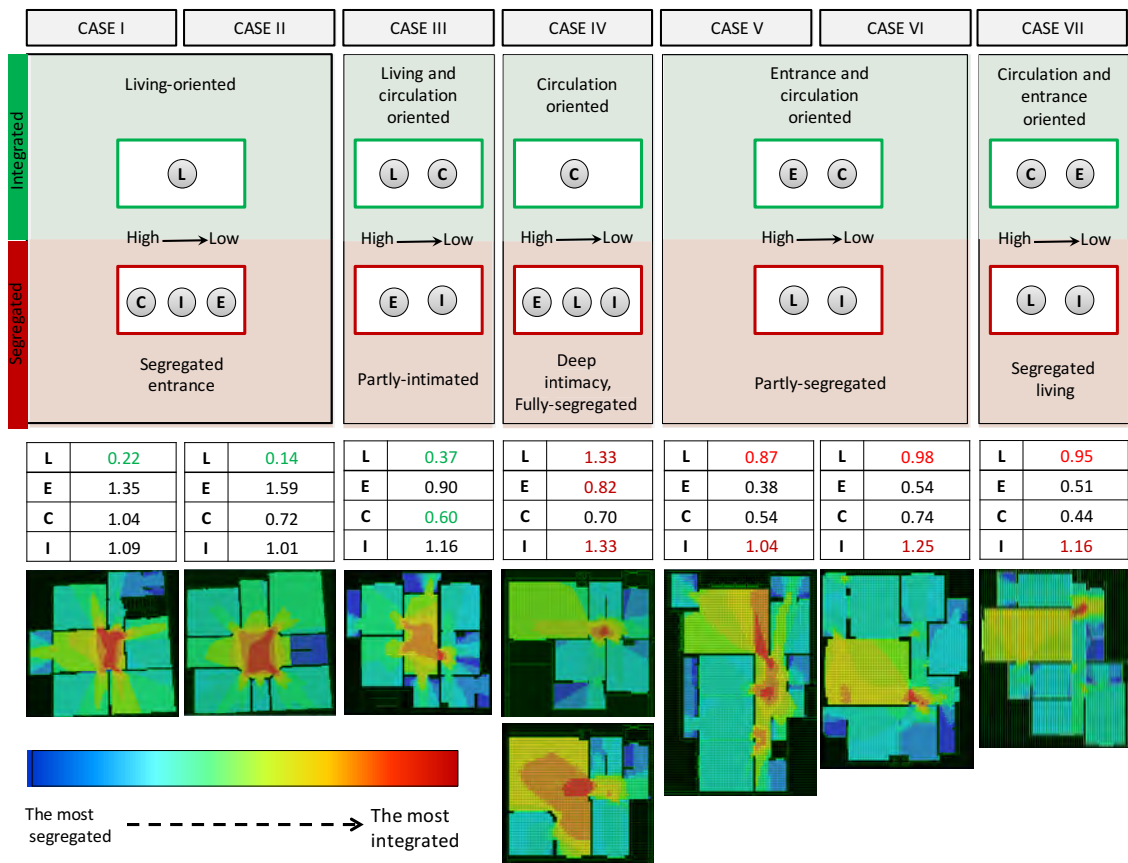 CASE I
CASE II
CASE III
CASE IV
CASE V
CASE VI
CASE VII
Integrated
Living-oriented
Living and
circulation
oriented
Circulation
oriented
Entrance and
circulation
oriented
Circulation and
entrance
oriented
L
L C
C
E C
C E
High Low
High Low
High Low
High Low
High Low
Segregated
C I E
E I
E L I
L I
L I
Segregated
entrance
Partly-intimated
Deep
intimacy,
Fully-segregated
Partly-segregated
Segregated
living
L 0.22
E 1.35
C 1.04
I 1.09
L 0.14
E 1.59
C 0.72
I 1.01
L 0.37
E 0.90
C 0.60
I 1.16
L 1.33
E 0.82
C 0.70
I 1.33
L 0.87
E 0.38
C 0.54
I 1.04
L 0.98
E 0.54
C 0.74
I 1.25
L 0.95
E 0.51
C 0.44
I 1.16
The most
segregated
The most
integrated